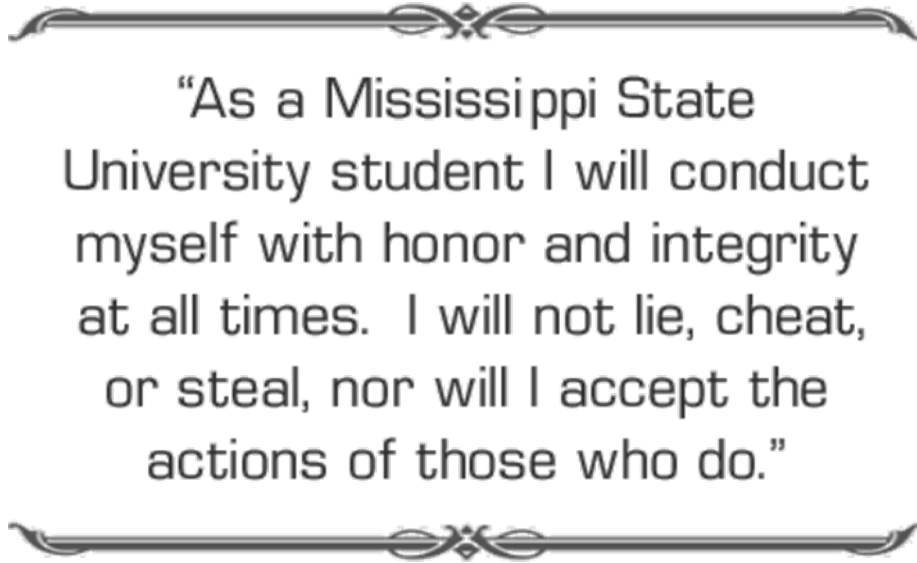 “As a Mississippi State
University student I will conduct
myself with honor and integrity
at all times.  I will not lie, cheat,
or steal, nor will I accept the
actions of those who do.”